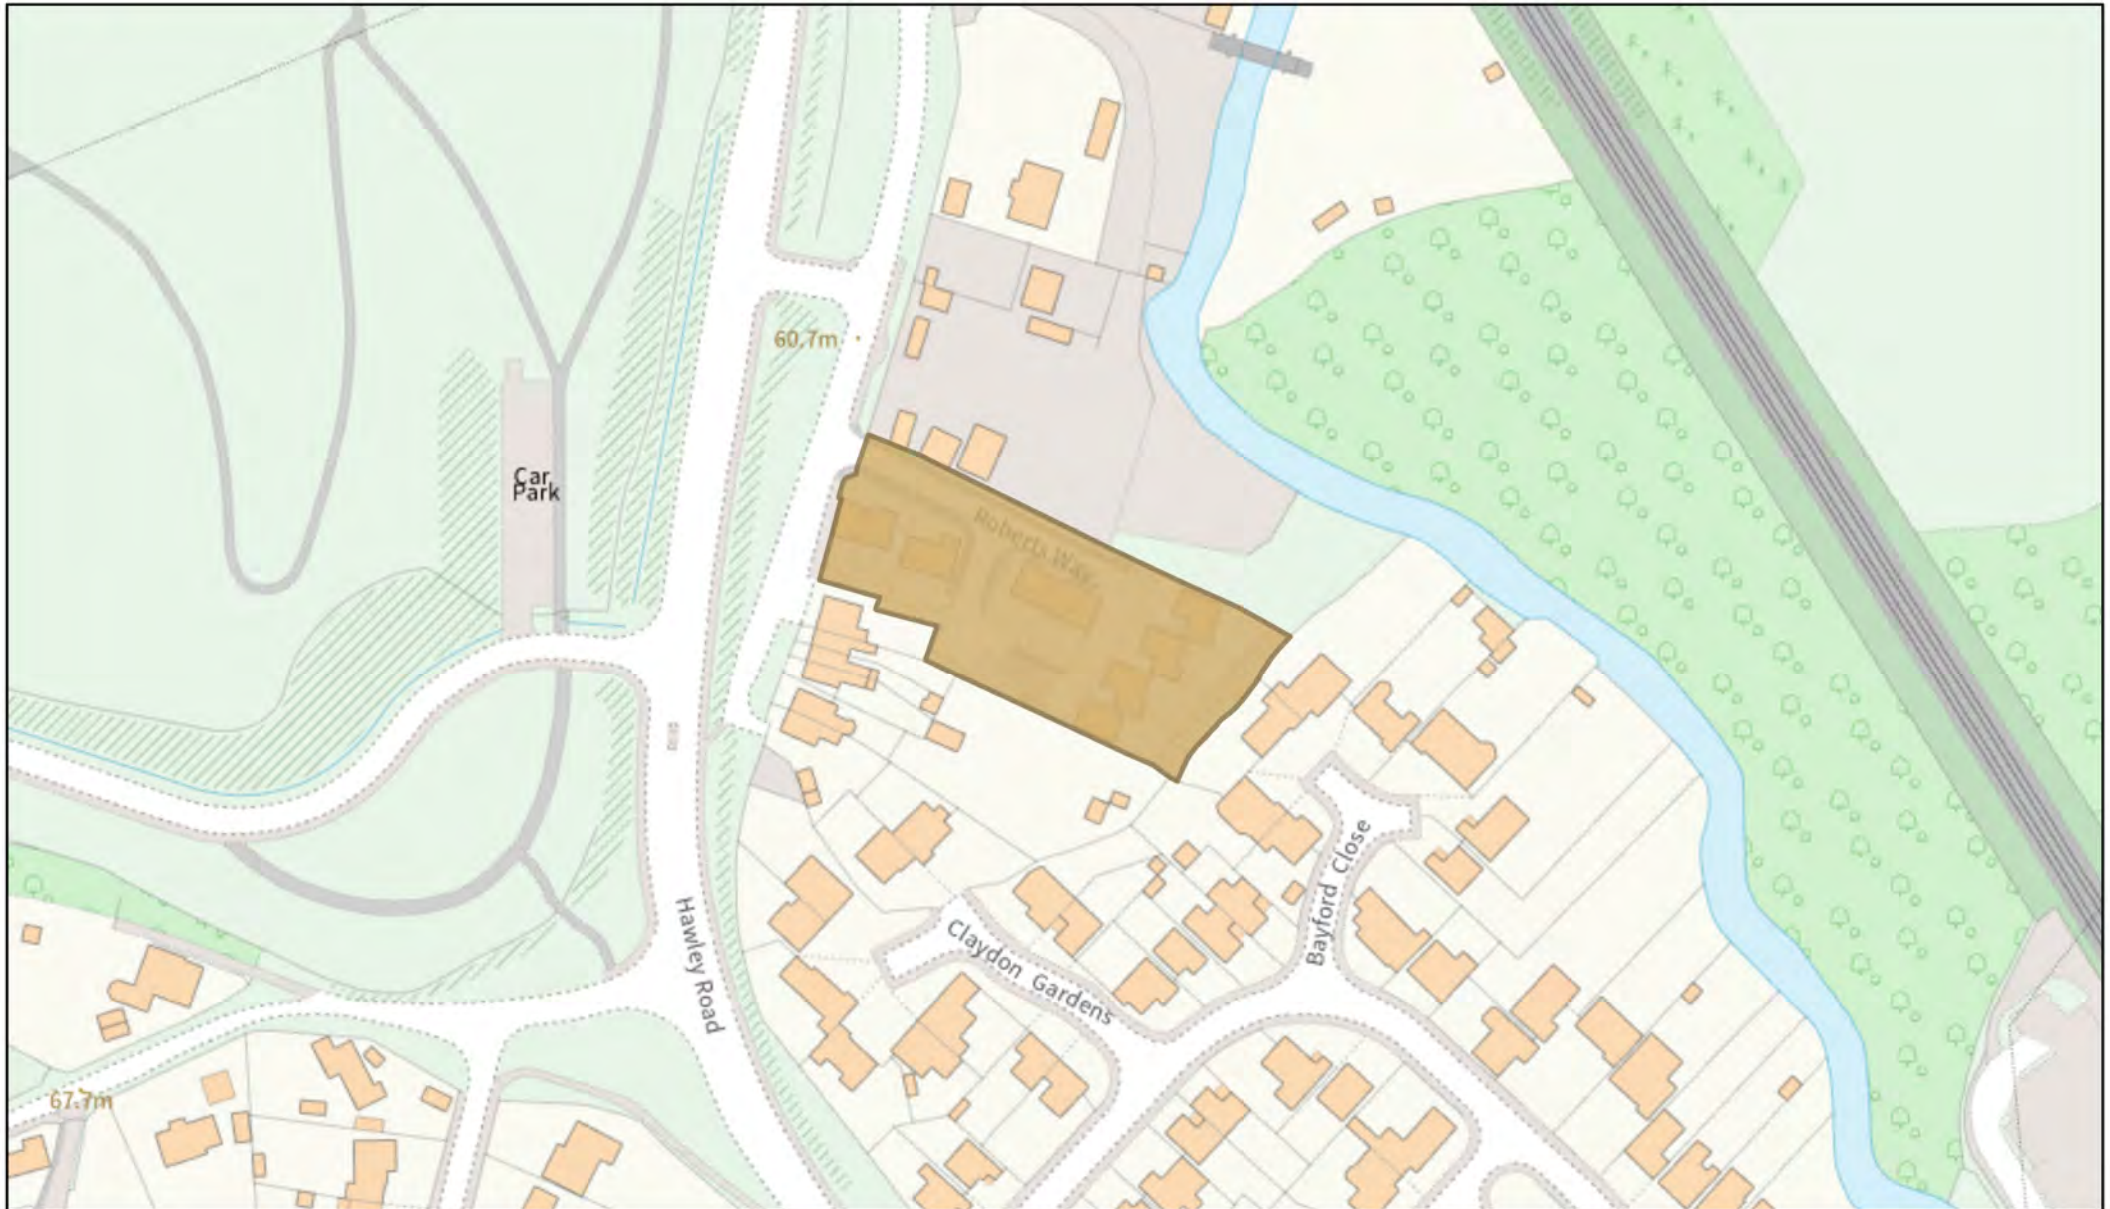 60.7m
Car
Park
Roberts Way
Hawley Road
Claydon Gardens
Bayford Close
67.7m